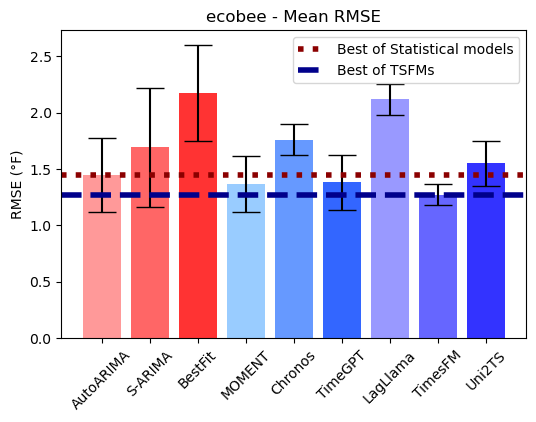 ecobee - Mean RMSE
Best of Statistical models
Best of TSFMs
RMSE (°F)
2.5
2.0
1.5
1.0
0.5
0.0
AutoARIMA
S-ARIMA
BestFit
MOMENT
Chronos
TimeGPT
LagLlama
TimesFM
Uni2TS